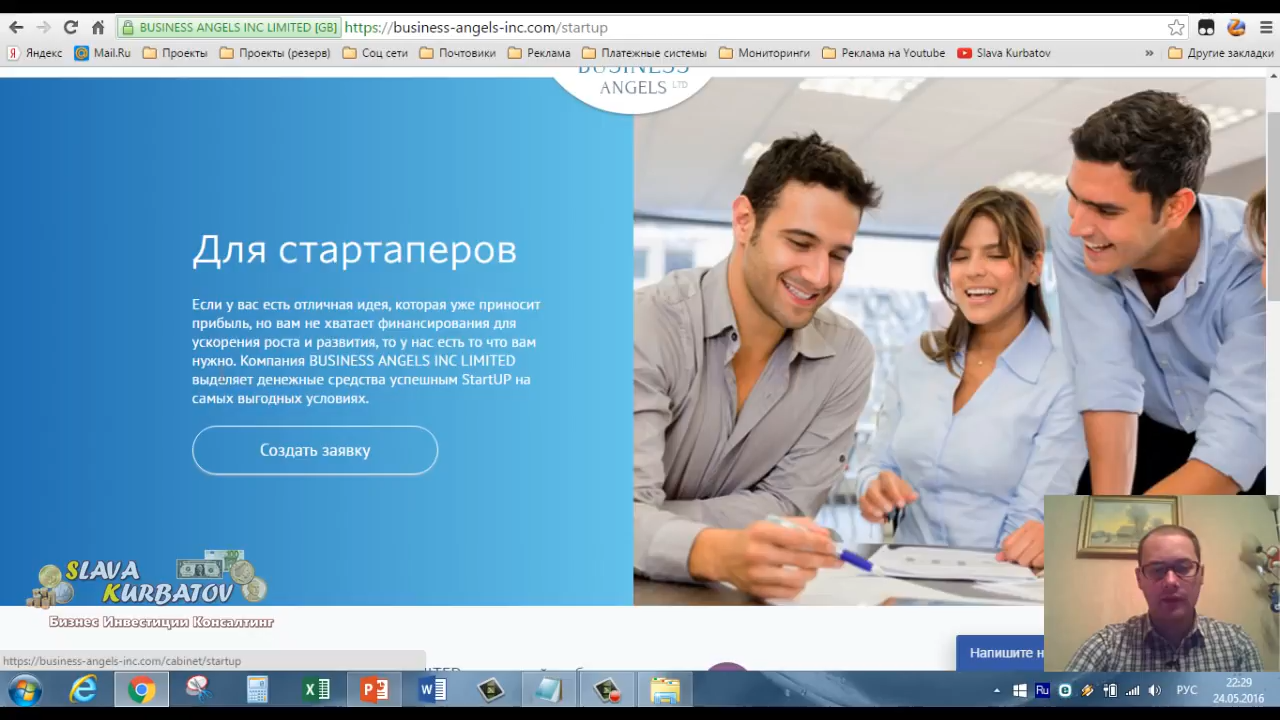 BUSINESS ANGELS INC LIMITED [GB] https://business-angels-inc.com/startup
Яндекс Mail.Ru Проекты Проекты (резерв) Соц сети Почтовики Реклама Платежные системы Мониторинги Реклама на Youtube Slava Kurbatov » Другие закладки
BUSINESS
ANGELS LTD
Для стартаперов
Если у вас есть отличная идея, которая уже приносит
прибыль, но вам не хватает финансирования для
ускорения роста и развития, то у нас есть то что вам
нужно. Компания BUSINESS ANGELS INC LIMITED
выделяет денежные средства успешным StartUP на
самых выгодных условиях.
Создать заявку
SLAVA
KURBATOV
Бизнес Инвестиции Консалтинг
Напишите
https://business-angels-inc.com/cabinet/startup
Ru
РУС
22:29
24.05.2016